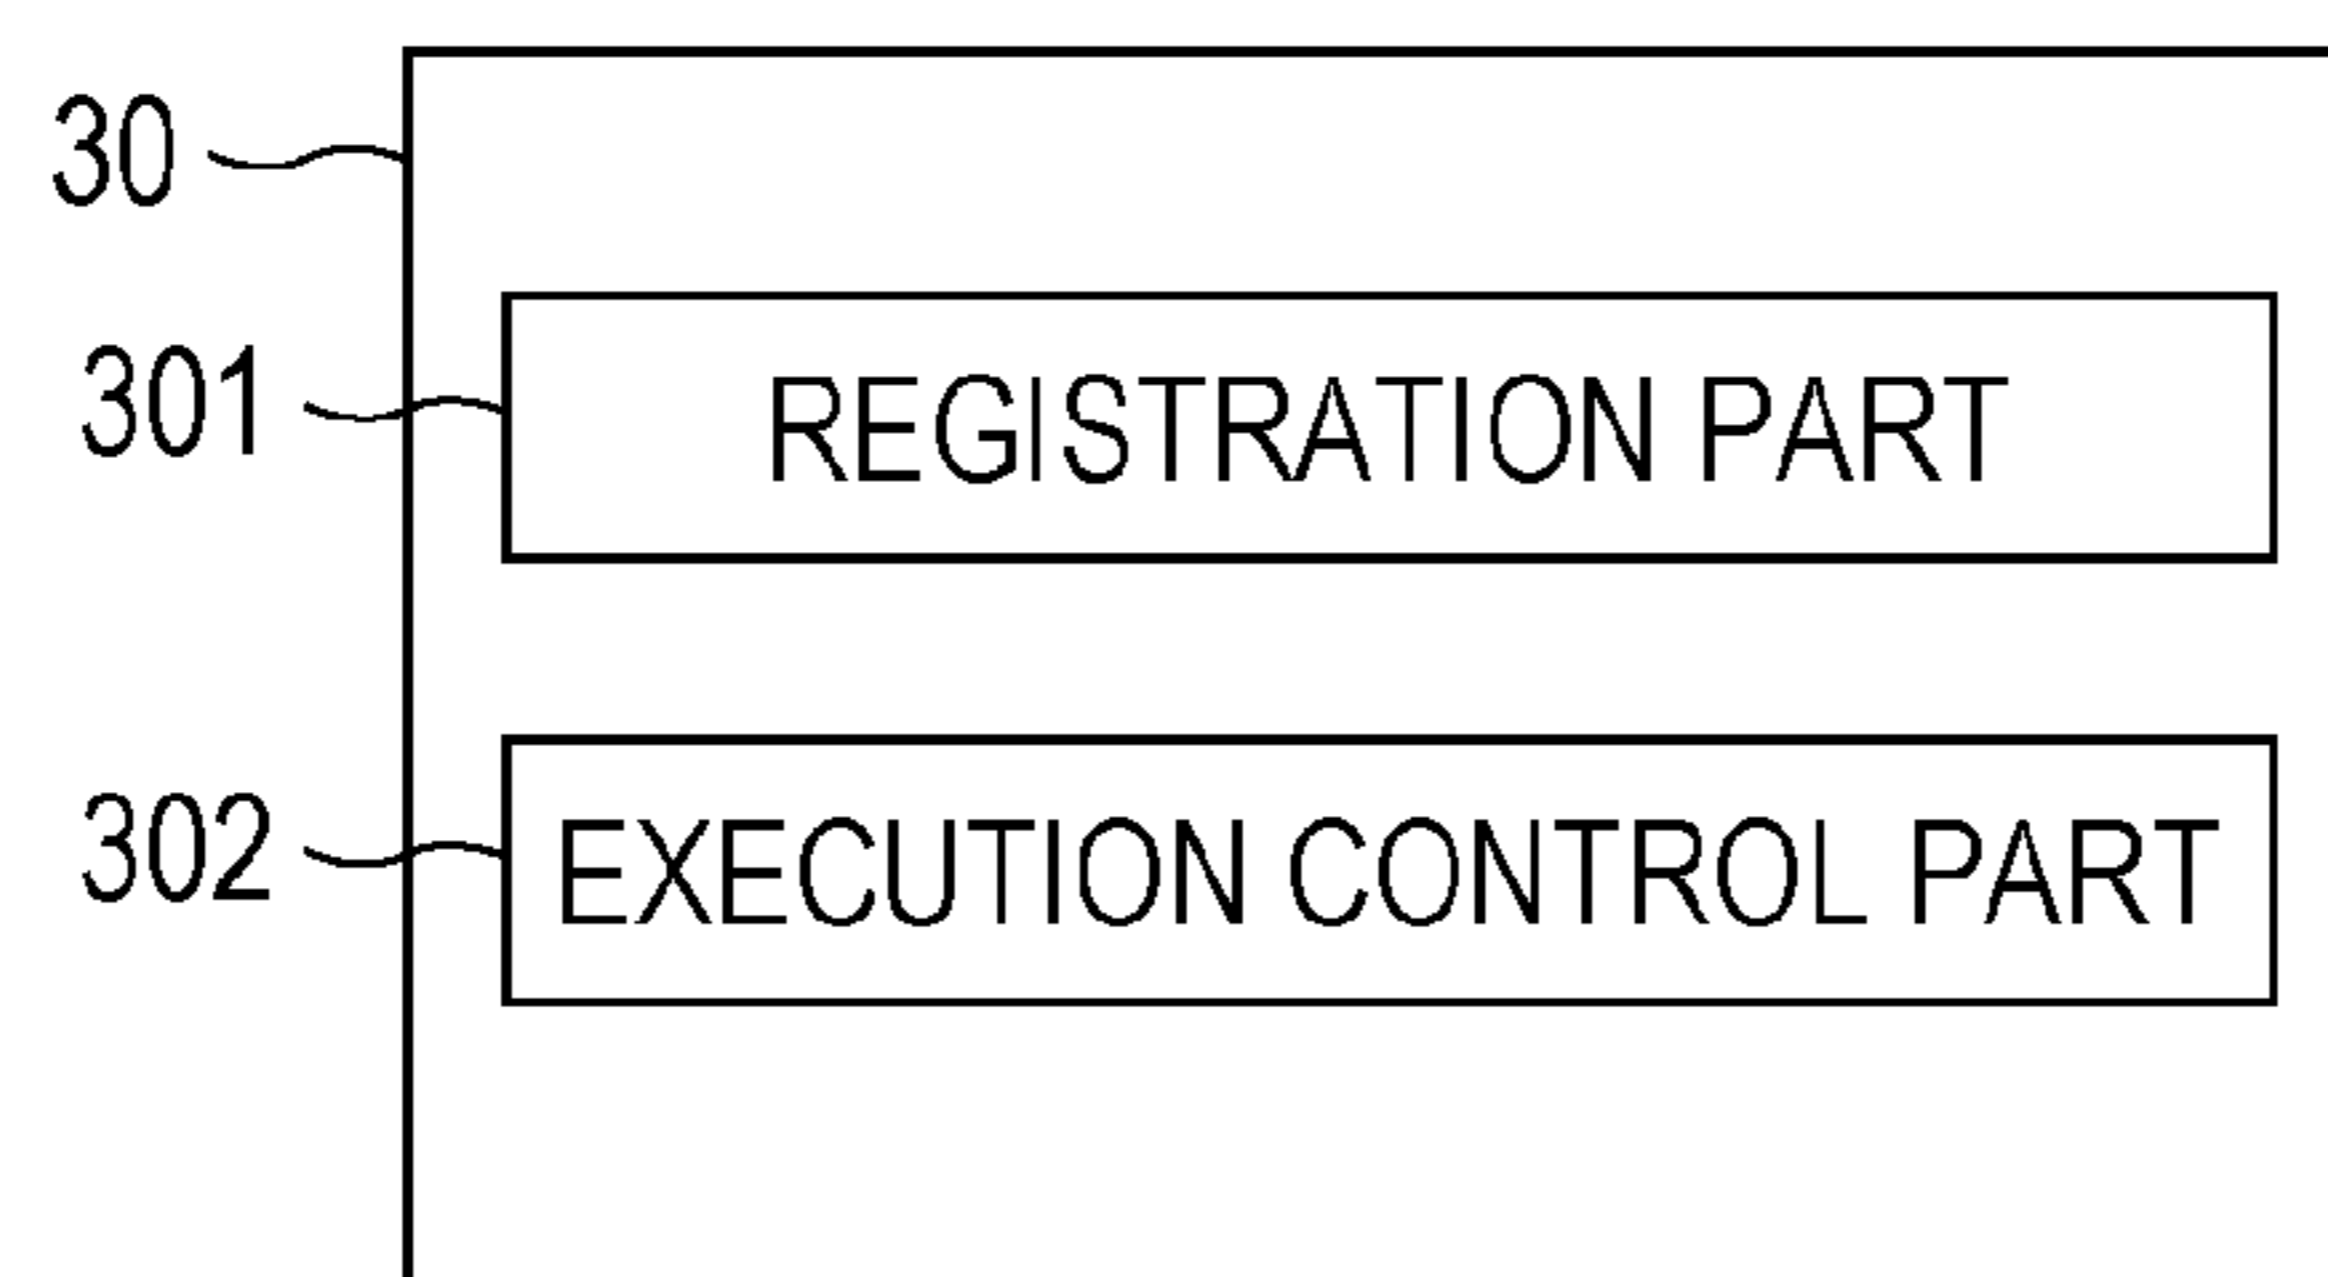 30
301 REGISTRATION PART
302 EXECUTION CONTROL PART